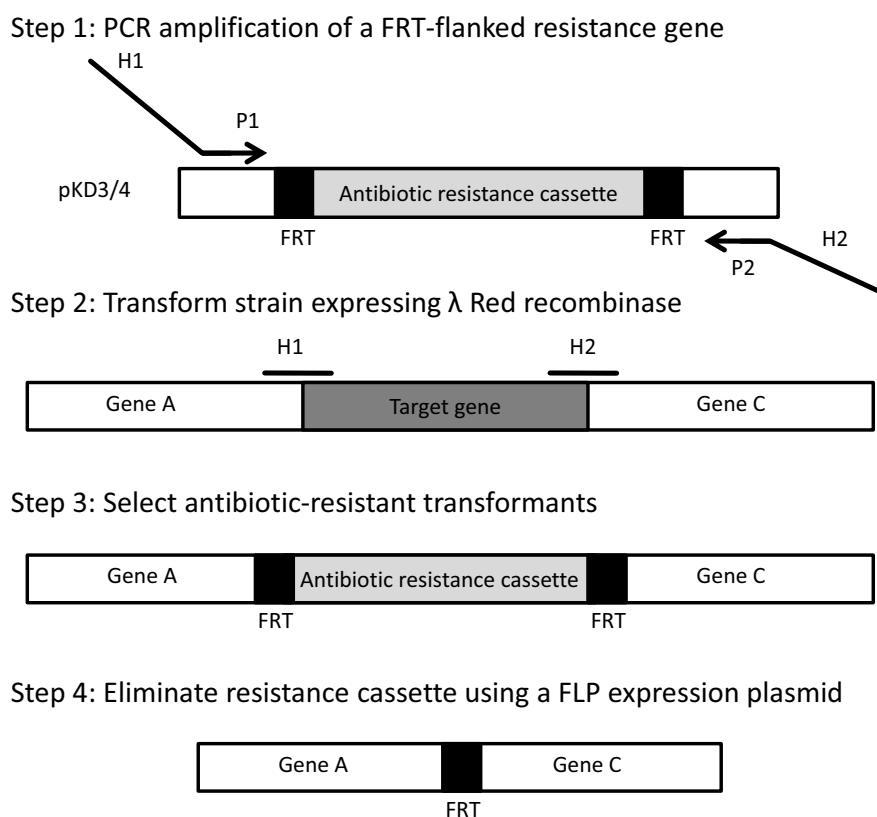 Step 1: PCR amplification of a FRT-flanked resistance gene
H1
P1
pKD3/4
Antibiotic resistance cassette
FRT
FRT
H2
P2
Step 2: Transform strain expressing λ Red recombinase
H1
H2
Gene A
Target gene
Gene C
Step 3: Select antibiotic-resistant transformants
Gene A
Antibiotic resistance cassette
Gene C
FRT
FRT
Step 4: Eliminate resistance cassette using a FLP expression plasmid
Gene A
Gene C
FRT